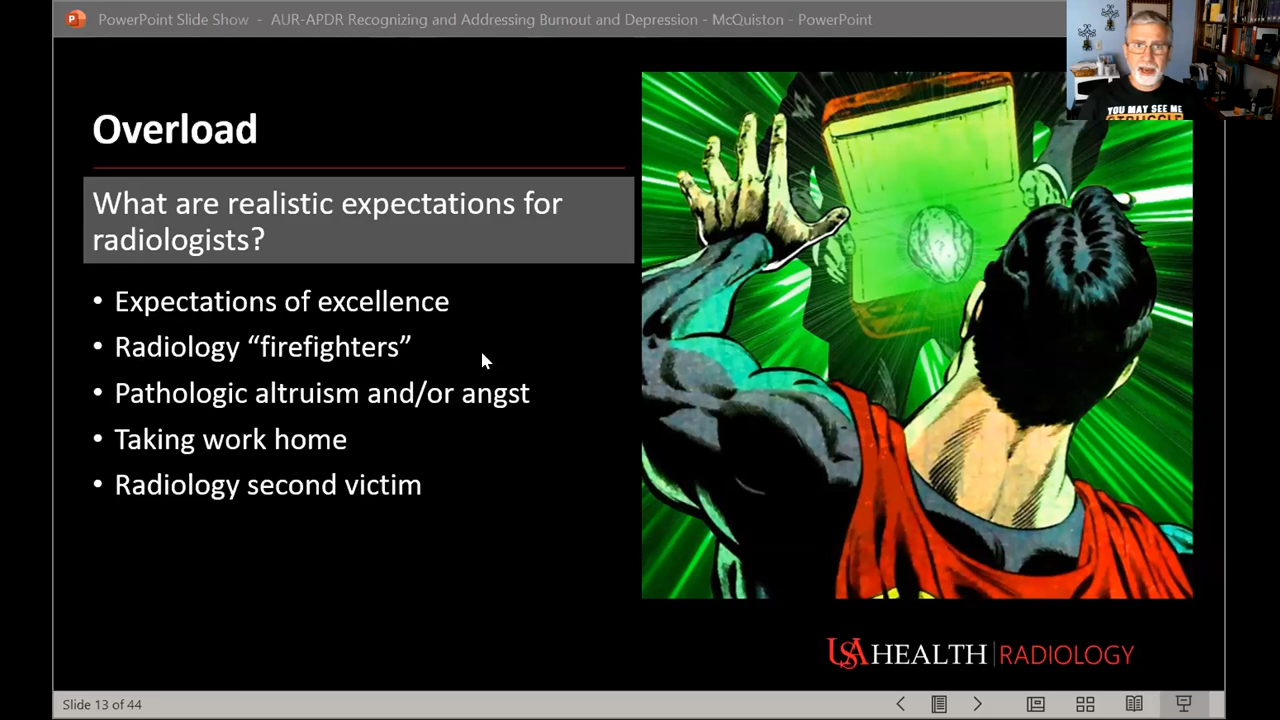 PowerPoint Slide Show - AUR-APDR Recognizing and Addressing Burnout and Depression - McQuiston - PowerPoint
YOU MAY SEE ME
STRUGGLE
Overload
What are realistic expectations for
radiologists?
• Expectations of excellence
• Radiology “firefighters”
• Pathologic altruism and/or angst
• Taking work home
• Radiology second victim
USA HEALTH | RADIOLOGY
Slide 13 of 44